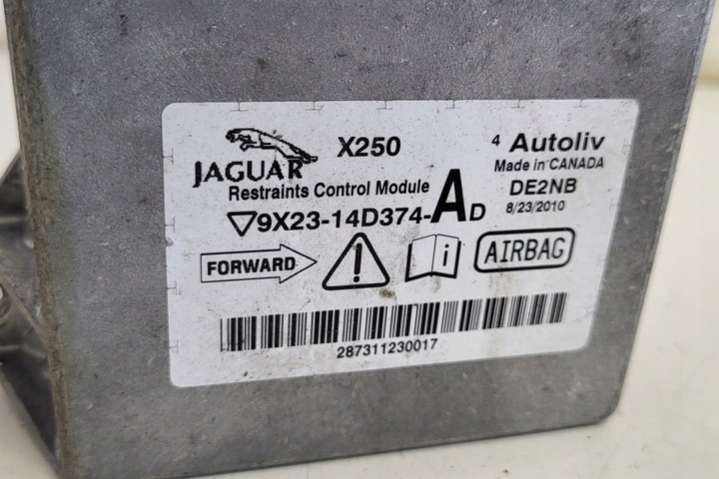 JAGUAR X250
Restraints Control Module
9X23-14D374-AD
4 Autoliv
Made in CANADA
DE2NB
8/23/2010
FORWARD
i
AIRBAG
287311230017